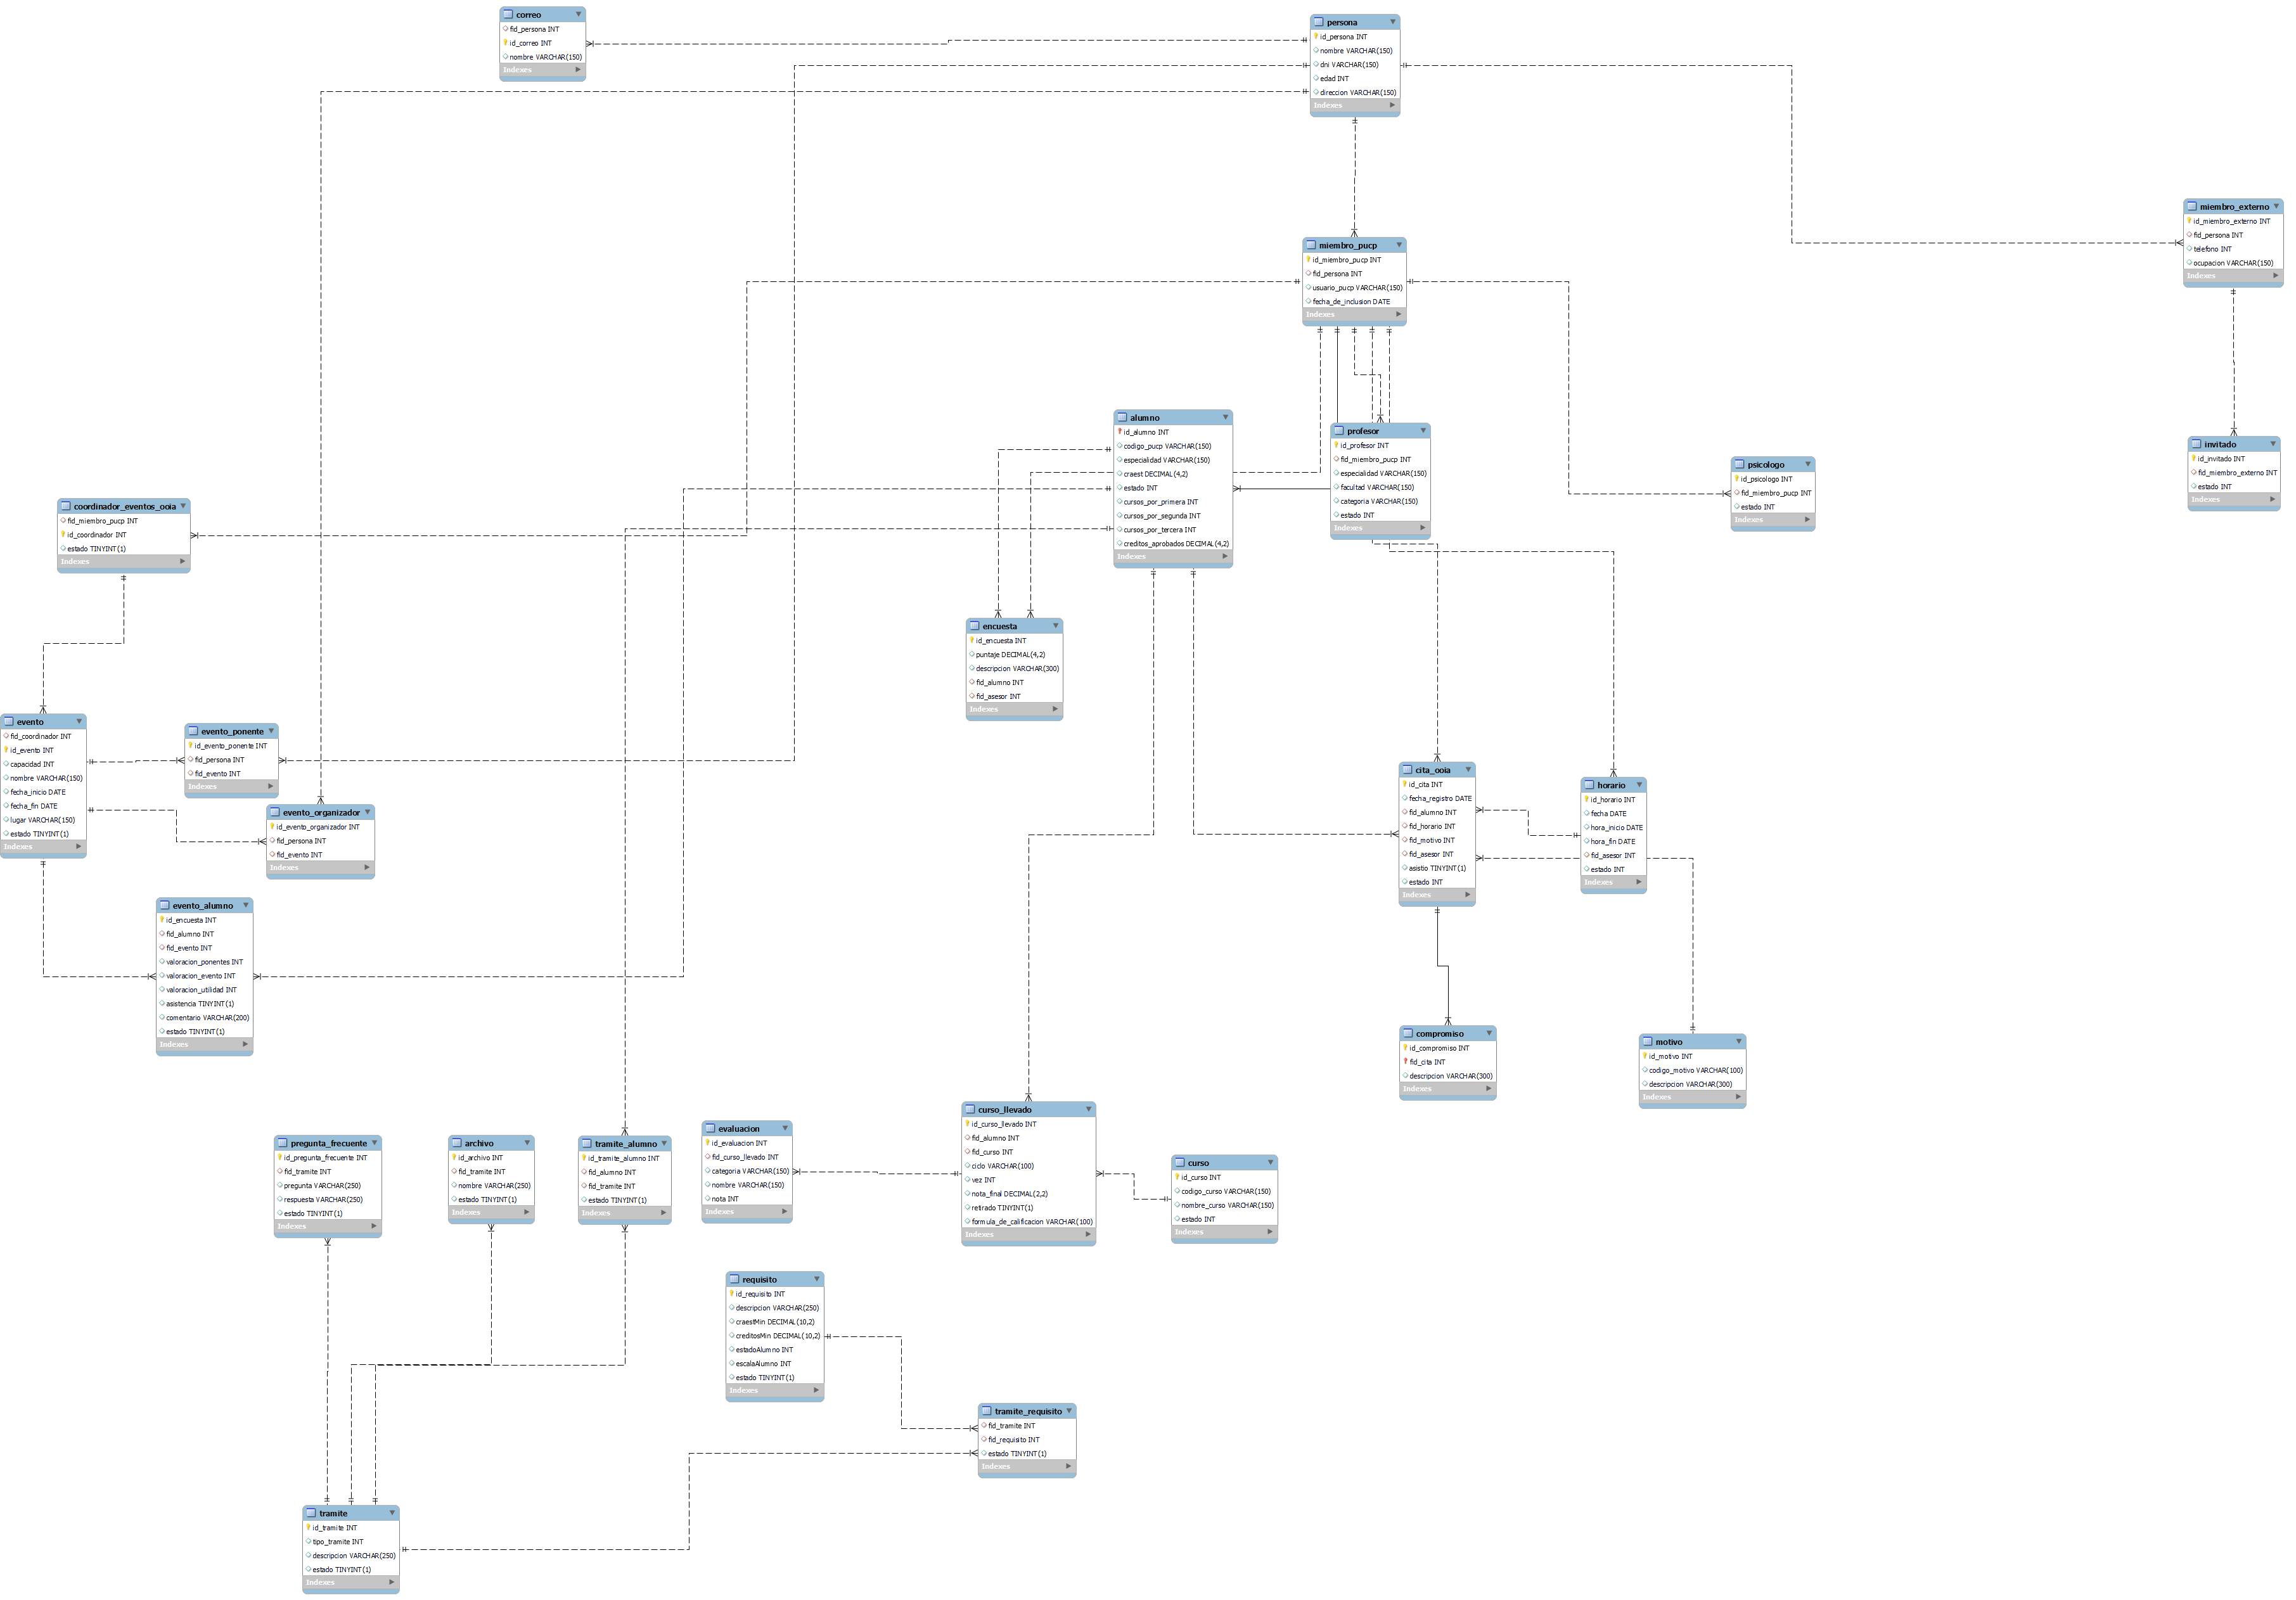 correo
fid_persona INT
id_correo INT
nombre VARCHAR(150)
Indexes
persona
id_persona INT
nombre VARCHAR(150)
dni VARCHAR(150)
edad INT
direccion VARCHAR(150)
Indexes
miembro_externo
id_miembro_externo INT
fid_persona INT
telefono INT
ocupacion VARCHAR(150)
Indexes
miembro_pucp
id_miembro_pucp INT
fid_persona INT
usuario_pucp VARCHAR(150)
fecha_de_inclusion DATE
Indexes
alumno
id_alumno INT
codigo_pucp VARCHAR(150)
especialidad VARCHAR(150)
craest DECIMAL(4,2)
estado INT
cursos_por_primera INT
cursos_por_segunda INT
cursos_por_tercera INT
creditos_aprobados DECIMAL(4,2)
Indexes
profesor
id_profesor INT
fid_miembro_pucp INT
especialidad VARCHAR(150)
facultad VARCHAR(150)
categoria VARCHAR(150)
estado INT
Indexes
psicologo
id_psicologo INT
fid_miembro_pucp INT
estado INT
Indexes
invitado
id_invitado INT
fid_miembro_externo INT
estado INT
Indexes
coordinador_eventos_ooia
fid_miembro_pucp INT
id_coordinador INT
estado TINYINT(1)
Indexes
encuesta
id_encuesta INT
puntaje DECIMAL(4,2)
descripcion VARCHAR(300)
fid_alumno INT
fid_asesor INT
Indexes
evento
fid_coordinador INT
id_evento INT
capacidad INT
nombre VARCHAR(150)
fecha_inicio DATE
fecha_fin DATE
lugar VARCHAR(150)
estado TINYINT(1)
Indexes
evento_ponente
id_evento_ponente INT
fid_persona INT
fid_evento INT
Indexes
evento_organizador
id_evento_organizador INT
fid_persona INT
fid_evento INT
Indexes
cita_ooia
id_cita INT
fecha_registro DATE
fid_alumno INT
fid_horario INT
fid_motivo INT
fid_asesor INT
asistio TINYINT(1)
estado INT
Indexes
horario
id_horario INT
fecha DATE
hora_inicio DATE
hora_fin DATE
fid_asesor INT
estado INT
Indexes
evento_alumno
id_encuesta INT
fid_alumno INT
fid_evento INT
valoracion_ponentes INT
valoracion_evento INT
valoracion_utilidad INT
asistencia TINYINT(1)
comentario VARCHAR(200)
estado TINYINT(1)
Indexes
compromiso
id_compromiso INT
fid_cita INT
descripcion VARCHAR(300)
Indexes
motivo
id_motivo INT
codigo_motivo VARCHAR(100)
descripcion VARCHAR(300)
Indexes
pregunta_frecuente
id_pregunta_frecuente INT
fid_tramite INT
pregunta VARCHAR(250)
respuesta VARCHAR(250)
estado TINYINT(1)
Indexes
archivo
id_archivo INT
fid_tramite INT
nombre VARCHAR(250)
estado TINYINT(1)
Indexes
tramite_alumno
id_tramite_alumno INT
fid_alumno INT
fid_tramite INT
estado TINYINT(1)
Indexes
evaluacion
id_evaluacion INT
fid_curso_llevado INT
categoria VARCHAR(150)
nombre VARCHAR(150)
nota INT
Indexes
curso_llevado
id_curso_llevado INT
fid_alumno INT
fid_curso INT
ciclo VARCHAR(100)
vez INT
nota_final DECIMAL(2,2)
retirado TINYINT(1)
formula_de_calificacion VARCHAR(100)
Indexes
curso
id_curso INT
codigo_curso VARCHAR(150)
nombre_curso VARCHAR(150)
estado INT
Indexes
requisito
id_requisito INT
descripcion VARCHAR(250)
craestMin DECIMAL(10,2)
creditosMin DECIMAL(10,2)
estadoAlumno INT
escalaAlumno INT
estado TINYINT(1)
Indexes
tramite_requisito
fid_tramite INT
fid_requisito INT
estado TINYINT(1)
Indexes
tramite
id_tramite INT
tipo_tramite INT
descripcion VARCHAR(250)
estado TINYINT(1)
Indexes